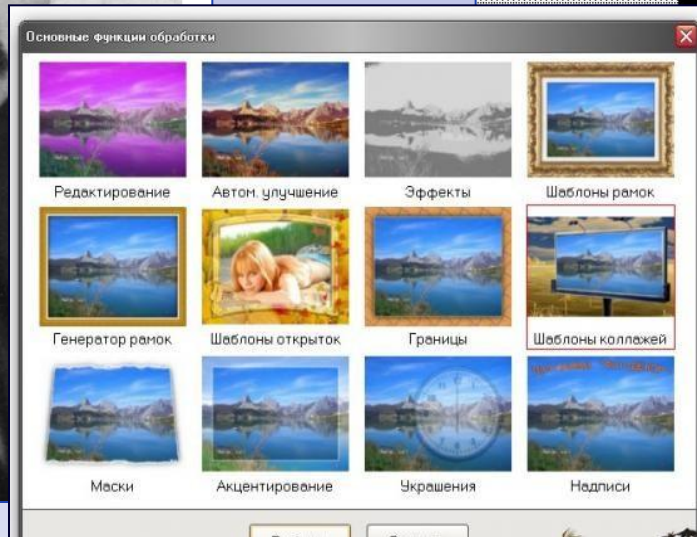 Основные функции обработки
Редактирование
Автом. улучшение
Эффекты
Шаблоны рамок
Генератор рамок
Шаблоны открыток
Границы
Шаблоны коллажей
Маски
Акцентирование
Украшения
Надписи